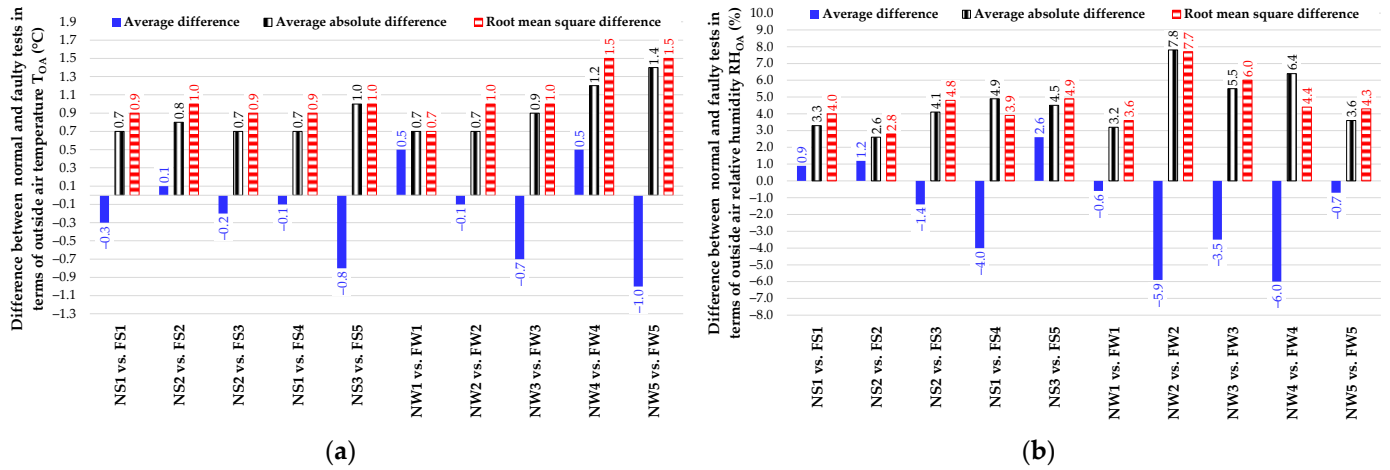 Average difference Average absolute difference Root mean square difference
Difference between normal and faulty tests in
terms of outside air temperature T_OA (°C)
1.9
1.7
1.5
1.3
1.1
0.9
0.7
0.5
0.3
0.1
−0.1
−0.3
−0.5
−0.7
−0.9
−1.1
−1.3
−0.3 0.7 0.9
0.1 0.8 1.0
−0.2 0.7 0.9
−0.1 0.7 0.9
−0.8 1.0 1.0
0.5 0.7 0.7
−0.1 0.7 1.0
−0.7 0.9 1.0
0.5 1.2 1.5
−1.0 1.4 1.5
NS1 vs. FS1
NS2 vs. FS2
NS2 vs. FS3
NS1 vs. FS4
NS3 vs. FS5
NW1 vs. FW1
NW2 vs. FW2
NW3 vs. FW3
NW4 vs. FW4
NW5 vs. FW5
(a)
Average difference Average absolute difference Root mean square difference
Difference between normal and faulty tests in
terms of outside air relative humidity RH_OA (%)
10.0
9.0
8.0
7.0
6.0
5.0
4.0
3.0
2.0
1.0
0.0
−1.0
−2.0
−3.0
−4.0
−5.0
−6.0
−7.0
−8.0
0.9 3.3 4.0
1.2 2.6 2.8
−1.4 4.1 4.8
−4.0 4.9 3.9
2.6 4.5 4.9
−0.6 3.2 3.6
−5.9 7.8 7.7
−3.5 5.5 6.0
−6.0 6.4 4.4
−0.7 3.6 4.3
NS1 vs. FS1
NS2 vs. FS2
NS2 vs. FS3
NS1 vs. FS4
NS3 vs. FS5
NW1 vs. FW1
NW2 vs. FW2
NW3 vs. FW3
NW4 vs. FW4
NW5 vs. FW5
(b)